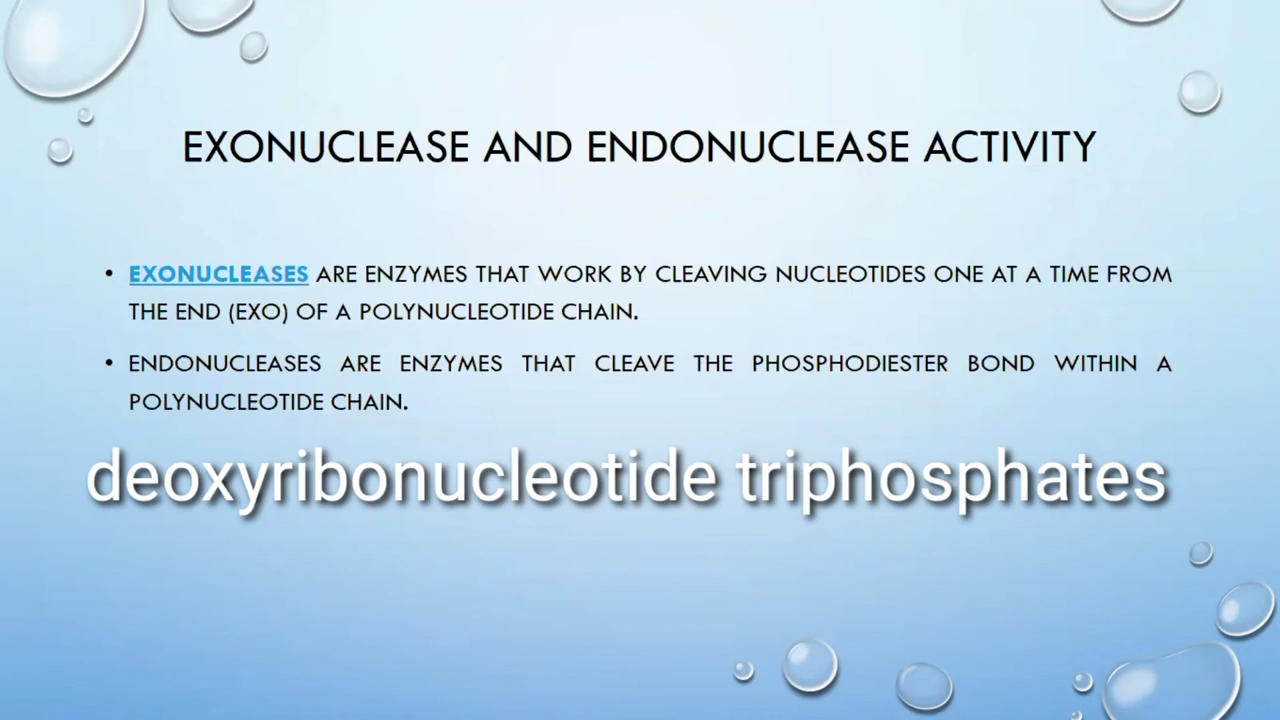 EXONUCLEASE AND ENDONUCLEASE ACTIVITY
• EXONUCLEASES ARE ENZYMES THAT WORK BY CLEAVING NUCLEOTIDES ONE AT A TIME FROM
THE END (EXO) OF A POLYNUCLEOTIDE CHAIN.
• ENDONUCLEASES ARE ENZYMES THAT CLEAVE THE PHOSPHODIESTER BOND WITHIN A
POLYNUCLEOTIDE CHAIN.
deoxyribonucleotide triphosphates